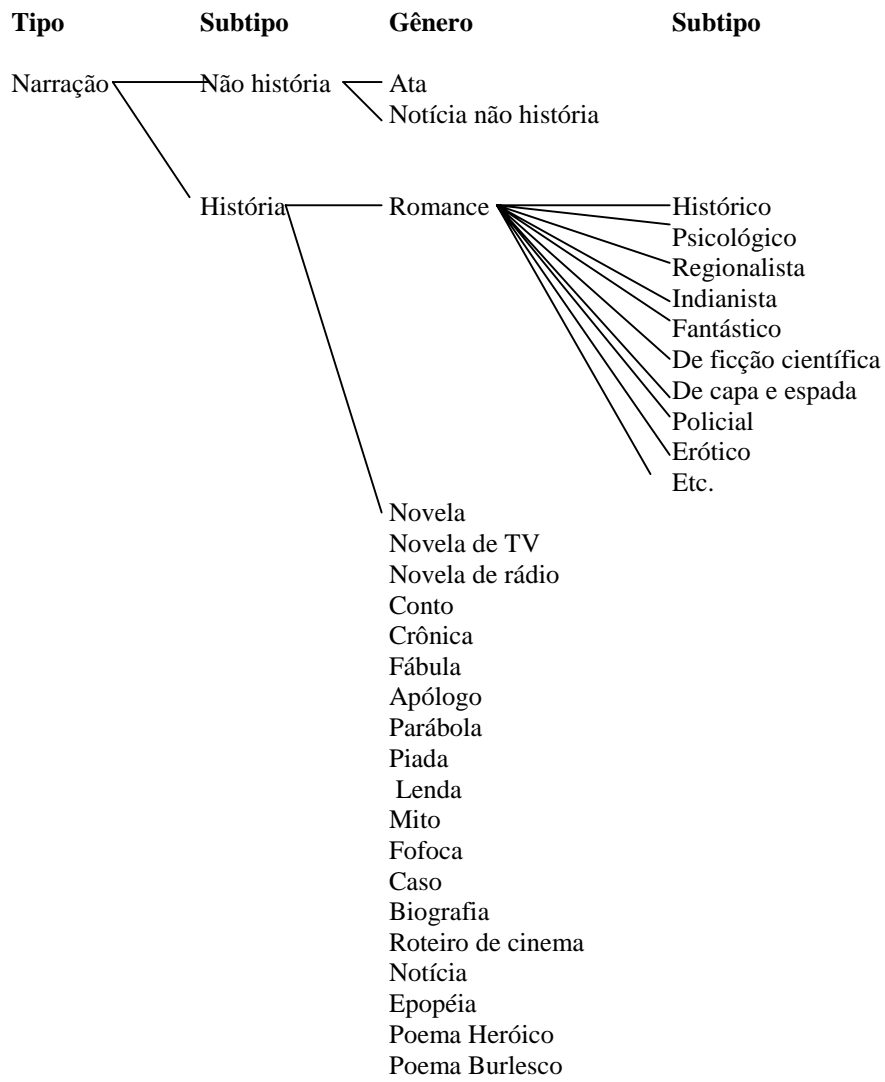 Tipo Subtipo Gênero Subtipo
Narração Não história Ata
Notícia não história
História Romance Histórico
Psicológico
Regionalista
Indianista
Fantástico
De ficção científica
De capa e espada
Policial
Erótico
Etc.
Novela
Novela de TV
Novela de rádio
Conto
Crônica
Fábula
Apólogo
Parábola
Piada
Lenda
Mito
Fofoca
Caso
Biografia
Roteiro de cinema
Notícia
Epopéia
Poema Heróico
Poema Burlesco